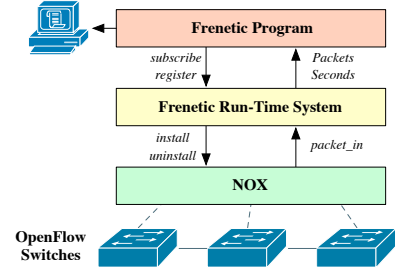 Frenetic Program
subscribe
register
Packets
Seconds
Frenetic Run-Time System
install
uninstall
packet_in
NOX
OpenFlow
Switches